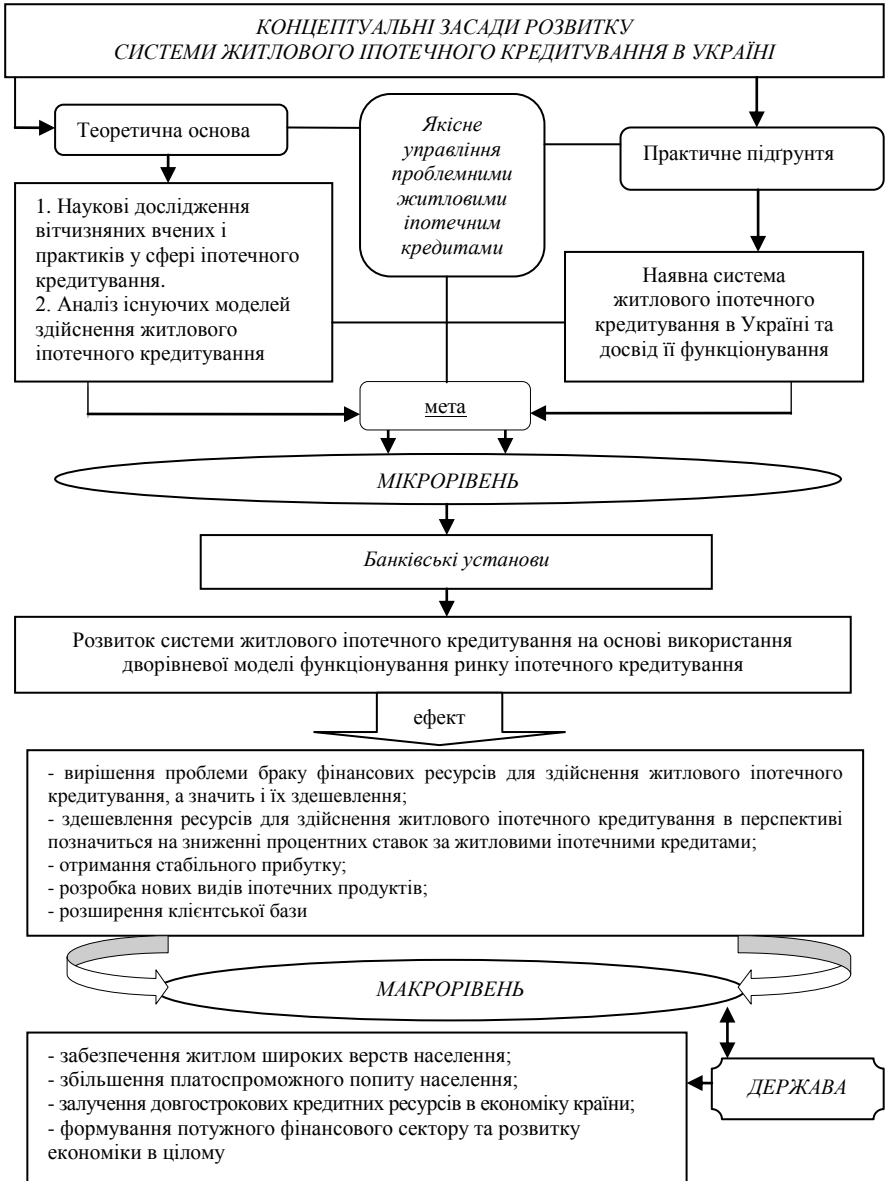 КОНЦЕПТУАЛЬНІ ЗАСАДИ РОЗВИТКУ
СИСТЕМИ ЖИТЛОВОГО ІПОТЕЧНОГО КРЕДИТУВАННЯ В УКРАЇНІ
Теоретична основа
Якісне
управління
проблемними
житловими
іпотечним
кредитами
Практичне підґрунтя
1. Наукові дослідження
вітчизняних вчених і
практиків у сфері іпотечного
кредитування.
2. Аналіз існуючих моделей
здійснення житлового
іпотечного кредитування
Наявна система
житлового іпотечного
кредитування в Україні та
досвід її функціонування
мета
МІКРОРІВЕНЬ
Банківські установи
Розвиток системи житлового іпотечного кредитування на основі використання
дворівневої моделі функціонування ринку іпотечного кредитування
ефект
- вирішення проблеми браку фінансових ресурсів для здійснення житлового іпотечного
кредитування, а значить і їх здешевлення;
- здешевлення ресурсів для здійснення житлового іпотечного кредитування в перспективі
позначиться на зниженні процентних ставок за житловими іпотечними кредитами;
- отримання стабільного прибутку;
- розробка нових видів іпотечних продуктів;
- розширення клієнтської бази
МАКРОРІВЕНЬ
- забезпечення житлом широких верств населення;
- збільшення платоспроможного попиту населення;
- залучення довгострокових кредитних ресурсів в економіку країни;
- формування потужного фінансового сектору та розвитку
економіки в цілому
ДЕРЖАВА